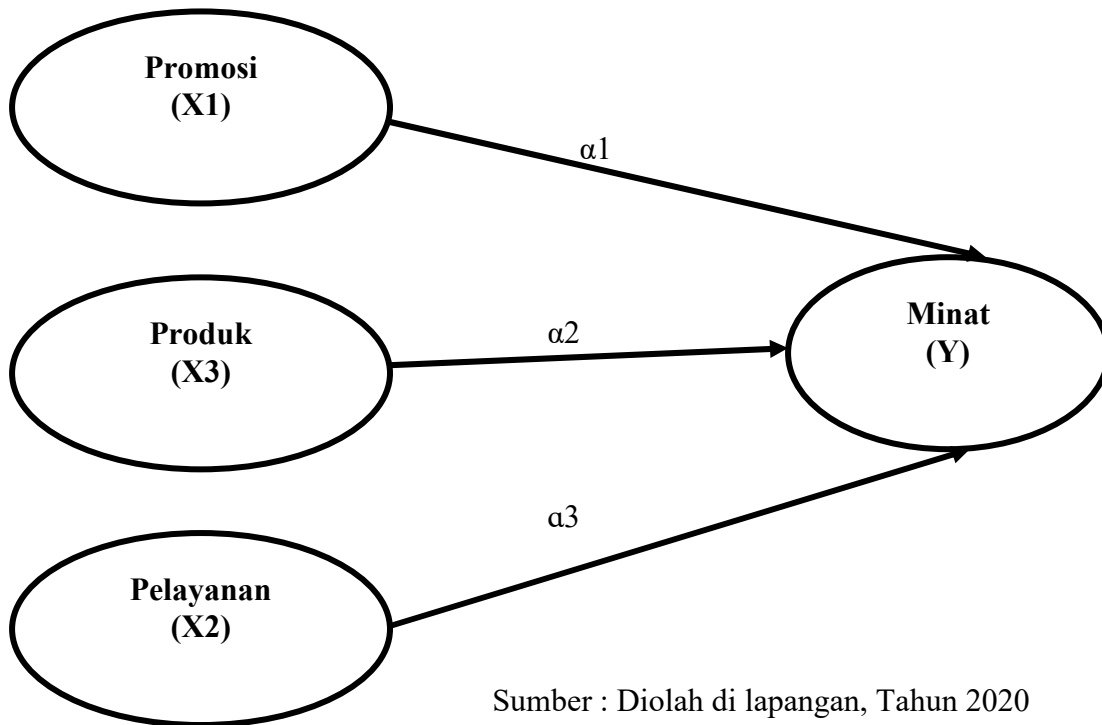 Promosi
(X1)
α1
Produk
(X3)
α2
Minat
(Y)
α3
Pelayanan
(X2)
Sumber : Diolah di lapangan, Tahun 2020